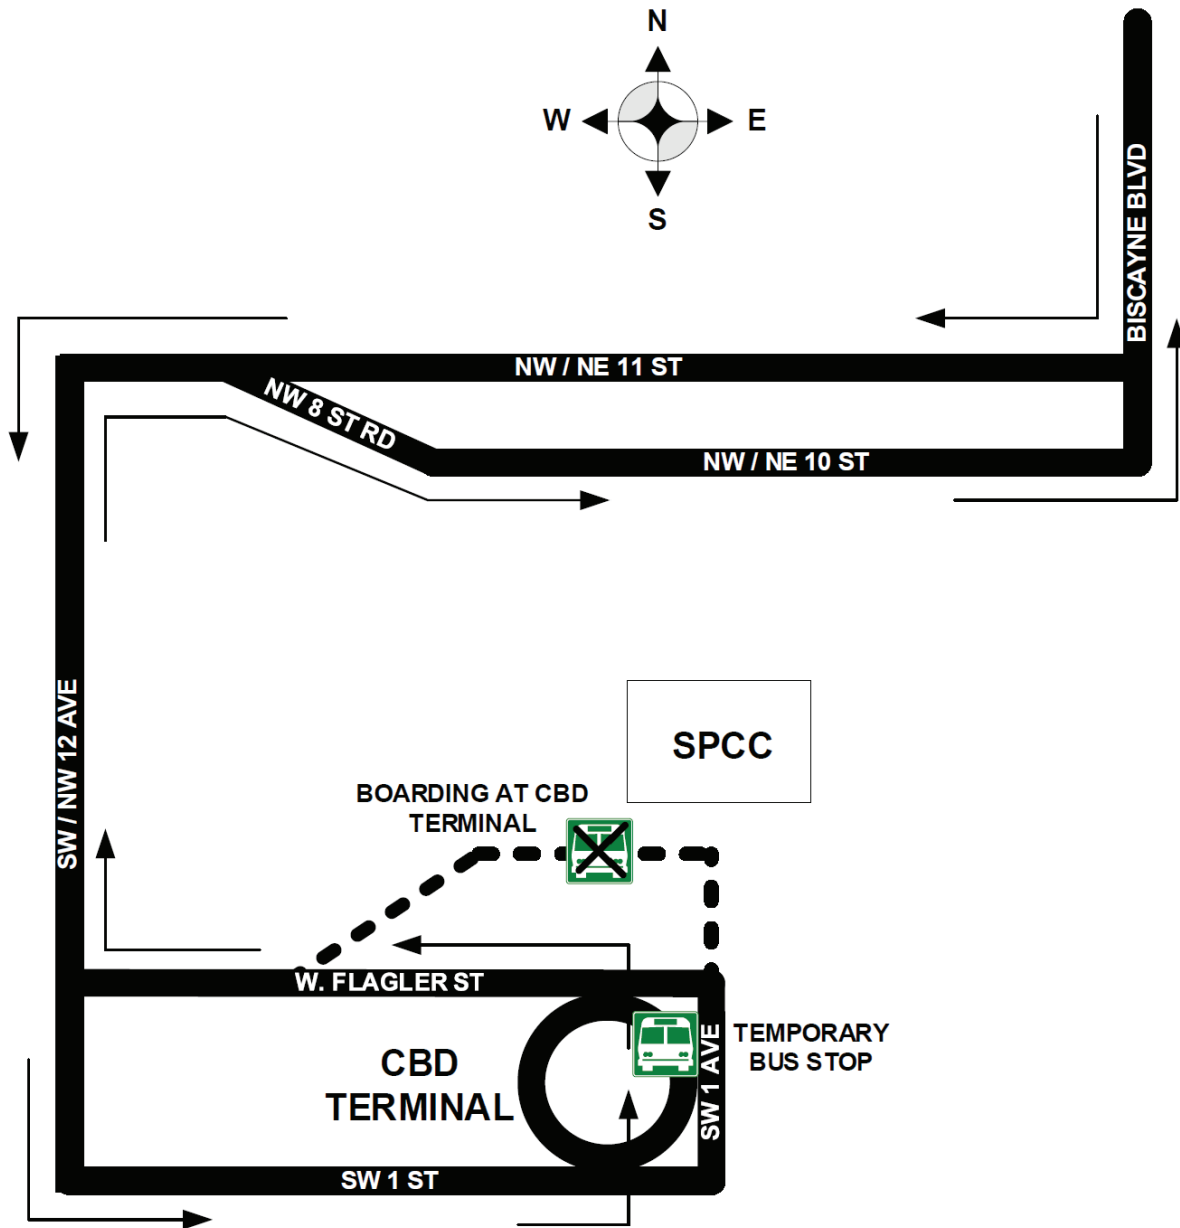 N
W
E
S
BISCAYNE BLVD
NW / NE 11 ST
NW 8 ST RD
NW / NE 10 ST
SW / NW 12 AVE
SPCC
BOARDING AT CBD
TERMINAL
W. FLAGLER ST
CBD
TERMINAL
SW 1 AVE
TEMPORARY
BUS STOP
SW 1 ST